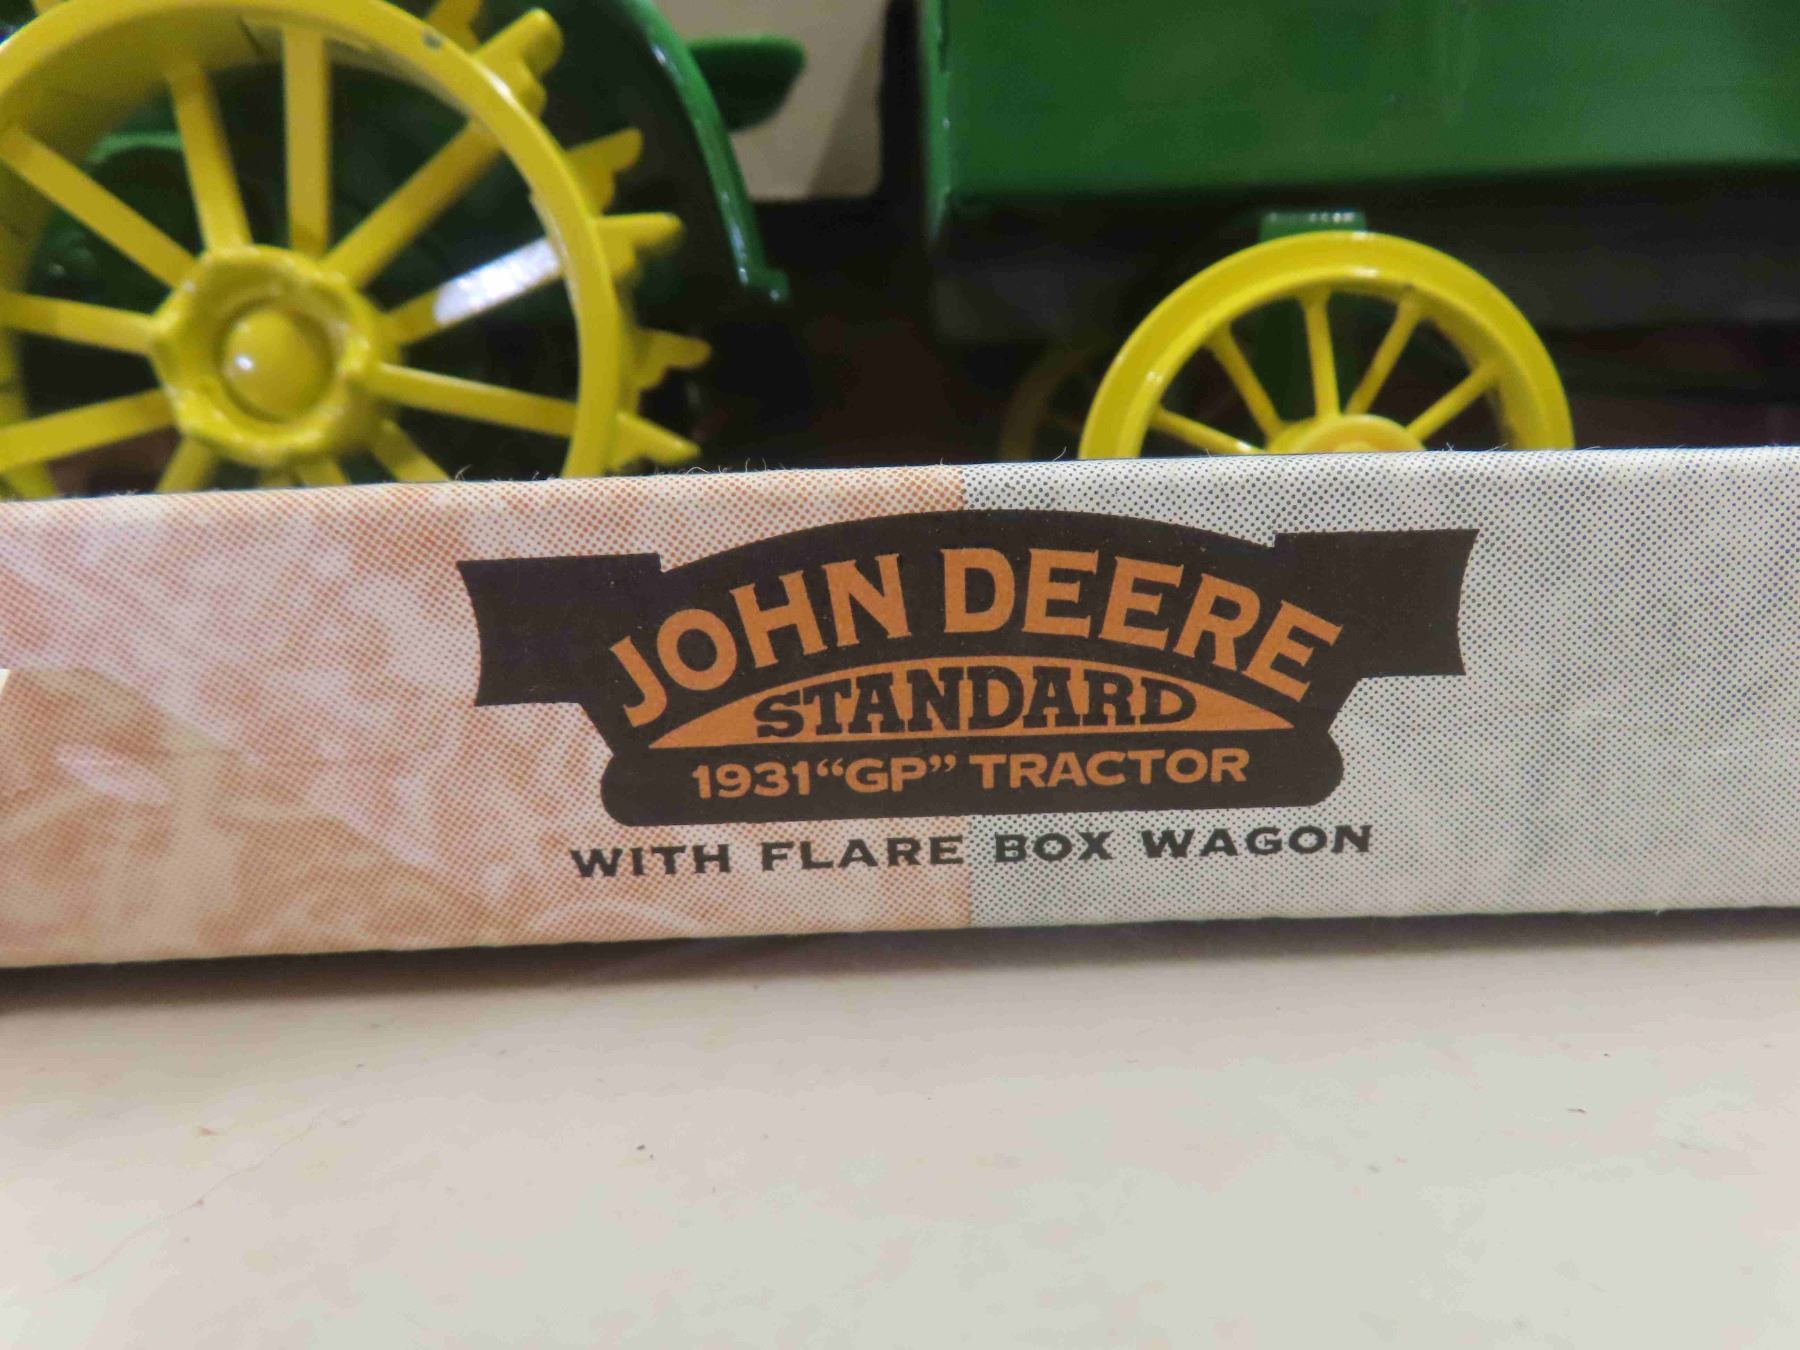 JOHN DEERE
STANDARD
1931 “GP” TRACTOR
WITH FLARE BOX WAGON